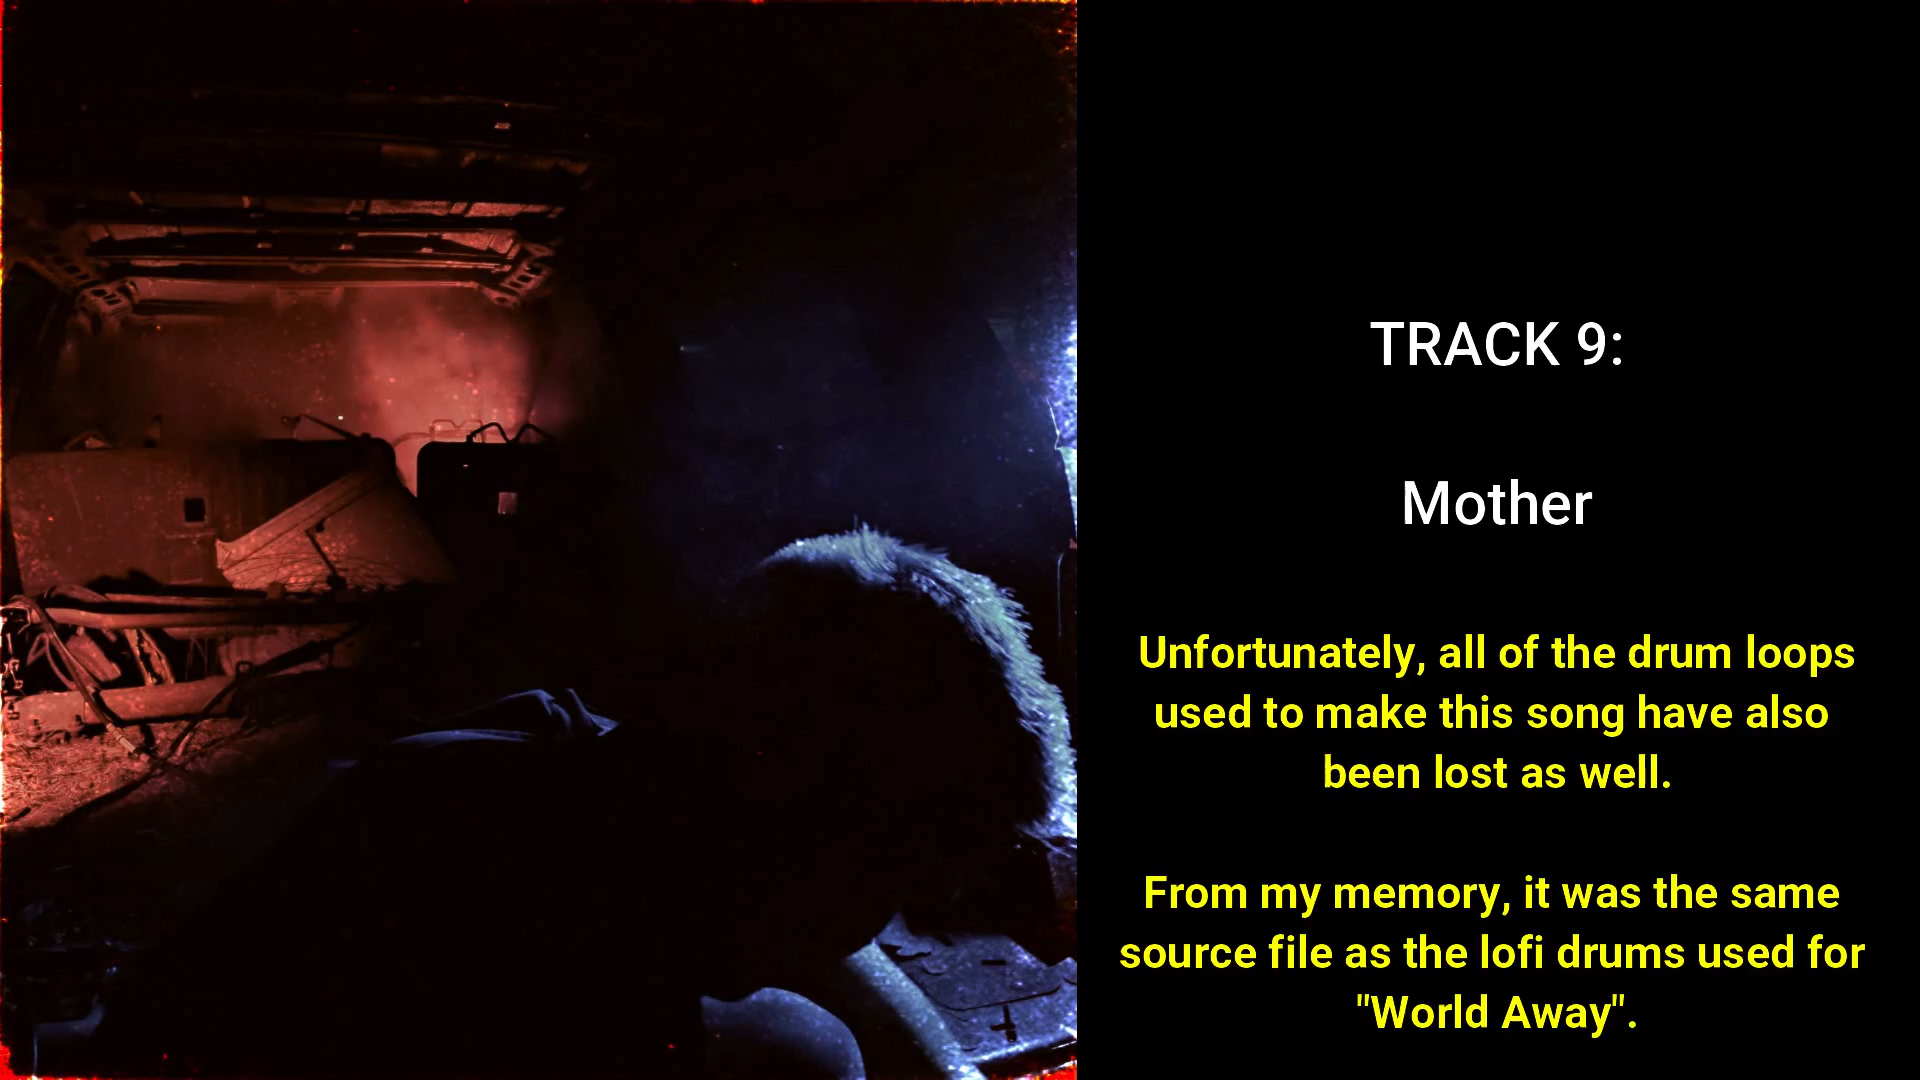 TRACK 9:
Mother
Unfortunately, all of the drum loops
used to make this song have also
been lost as well.
From my memory, it was the same
source file as the lofi drums used for
"World Away".